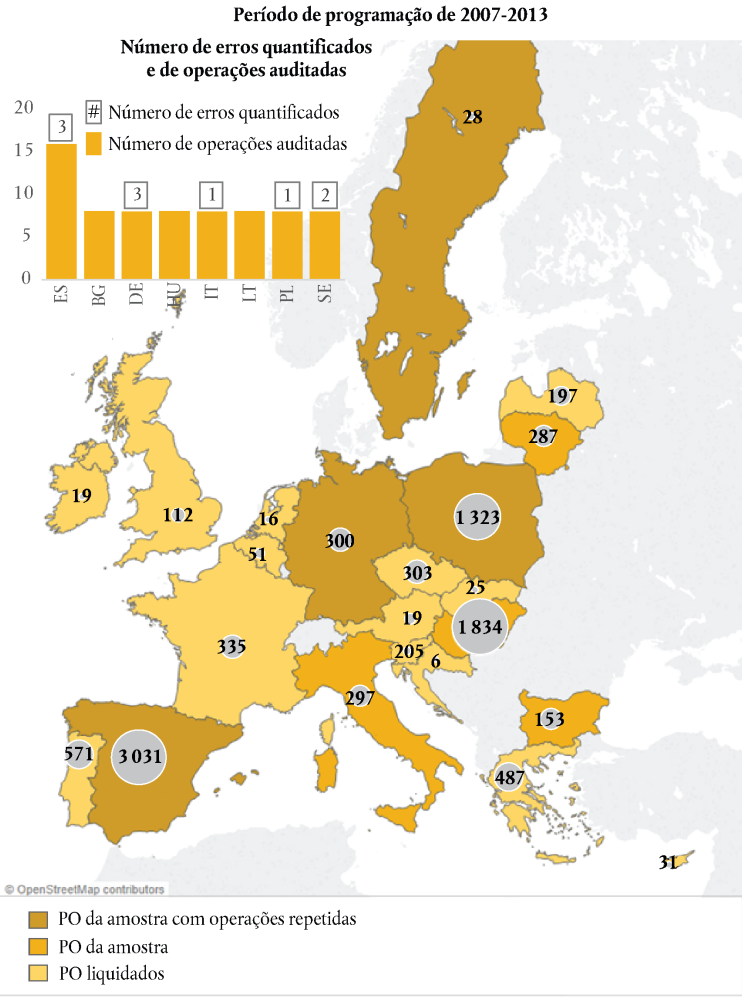 Período de programação de 2007-2013
Número de erros quantificados
e de operações auditadas
20
15
10
5
0
# Número de erros quantificados
Número de operações auditadas
3
3
1
1
2
ES
BG
DE
HU
IT
LT
PL
SE
28
197
287
19
112
16
51
300
1 323
303
25
19
1 834
335
205
6
297
153
571
3 031
487
31
© OpenStreetMap contributors
PO da amostra com operações repetidas
PO da amostra
PO liquidados